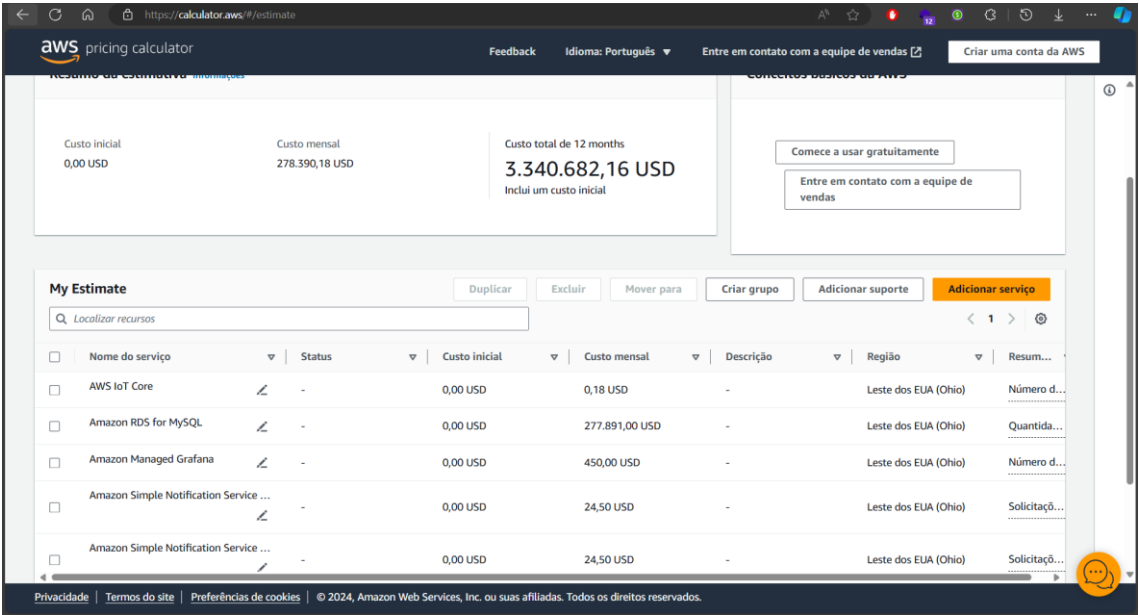 https://calculator.aws/#/estimate
12
aws pricing calculator
Feedback
Idioma: Português
Entre em contato com a equipe de vendas
Criar uma conta da AWS
Resumo da estimativa Informações
Conceitos básicos da AWS
Custo inicial
0,00 USD
Custo mensal
278.390,18 USD
Custo total de 12 months
3.340.682,16 USD
Inclui um custo inicial
Comece a usar gratuitamente
Entre em contato com a equipe de
vendas
My Estimate
Duplicar
Excluir
Mover para
Criar grupo
Adicionar suporte
Adicionar serviço
Localizar recursos
1
Nome do serviço Status Custo inicial Custo mensal Descrição Região Resum...
AWS IoT Core - 0,00 USD 0,18 USD - Leste dos EUA (Ohio) Número d...
Amazon RDS for MySQL - 0,00 USD 277.891,00 USD - Leste dos EUA (Ohio) Quantida...
Amazon Managed Grafana - 0,00 USD 450,00 USD - Leste dos EUA (Ohio) Número d...
Amazon Simple Notification Service ... - 0,00 USD 24,50 USD - Leste dos EUA (Ohio) Solicitaçõ...
Amazon Simple Notification Service ... - 0,00 USD 24,50 USD - Leste dos EUA (Ohio) Solicitaçõ...
Privacidade | Termos do site | Preferências de cookies | © 2024, Amazon Web Services, Inc. ou suas afiliadas. Todos os direitos reservados.